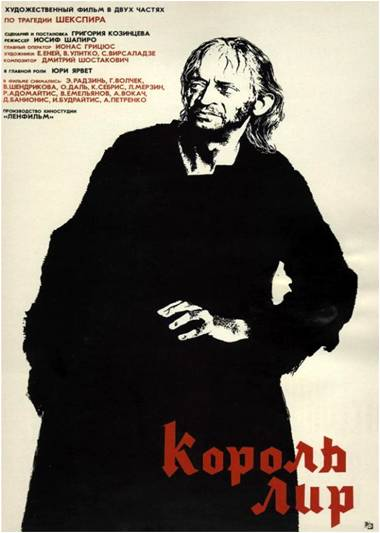 ХУДОЖЕСТВЕННЫЙ ФИЛЬМ В ДВУХ ЧАСТЯХ
ПО ТРАГЕДИИ ШЕКСПИРА
СЦЕНАРИЙ И ПОСТАНОВКА ГРИГОРИЯ КОЗИНЦЕВА
РЕЖИССЕР ИОСИФ ШАПИРО
ГЛАВНЫЙ ОПЕРАТОР ИОНАС ГРИЦЮС
ХУДОЖНИКИ Е.ЕНЕЙ, В.УЛИТКО, С.ВИРСАЛАДЗЕ
КОМПОЗИТОР ДМИТРИЙ ШОСТАКОВИЧ
В ГЛАВНОЙ РОЛИ ЮРИ ЯРВЕТ
В ФИЛЬМЕ СНИМАЛИСЬ Э.РАДЗИНЬ, Г.ВОЛЧЕК,
В.ШЕНДРИКОВА, О.ДАЛЬ, К.СЕБРИС, Л.МЕРЗИН,
Р.АДОМАЙТИС, В.ЕМЕЛЬЯНОВ, А.ВОКАЧ,
Д.БАНИОНИС, И.БУДРАЙТИС, А.ПЕТРЕНКО
ПРОИЗВОДСТВО КИНОСТУДИИ
"ЛЕНФИЛЬМ"
Король
Лир